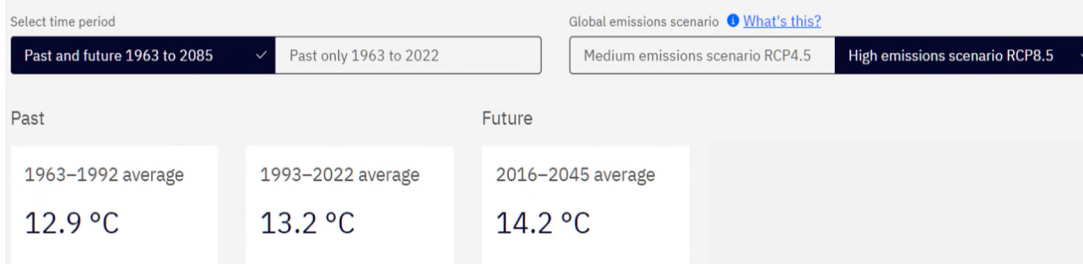 Select time period
Global emissions scenario What's this?
Past and future 1963 to 2085
Past only 1963 to 2022
Medium emissions scenario RCP4.5
High emissions scenario RCP8.5
Past
Future
1963–1992 average
1993–2022 average
2016–2045 average
12.9 °C
13.2 °C
14.2 °C